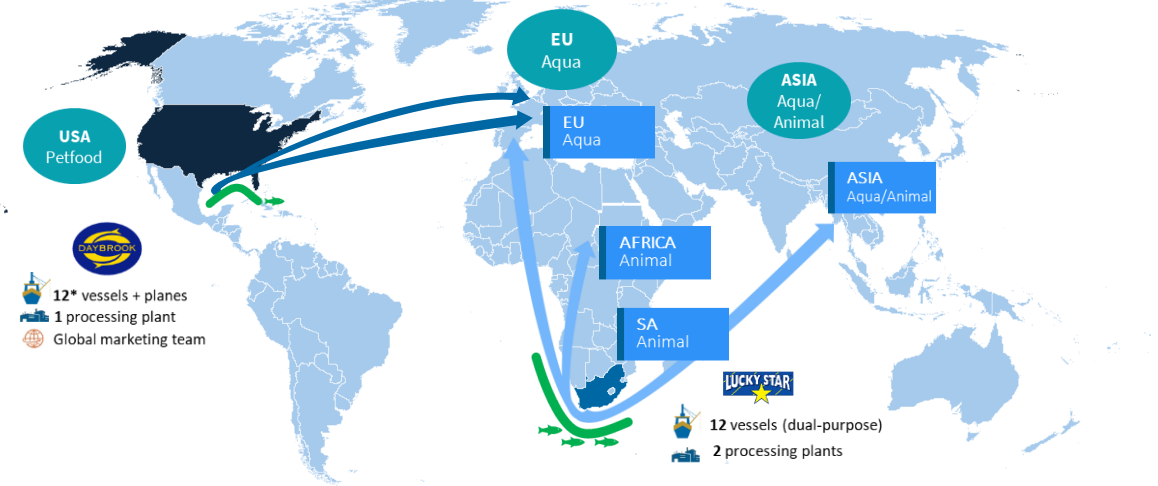 EU
Aqua
ASIA
Aqua/
Animal
USA
Petfood
EU
Aqua
ASIA
Aqua/Animal
AFRICA
Animal
SA
Animal
DAYBROOK
12* vessels + planes
1 processing plant
Global marketing team
LUCKY STAR
12 vessels (dual-purpose)
2 processing plants